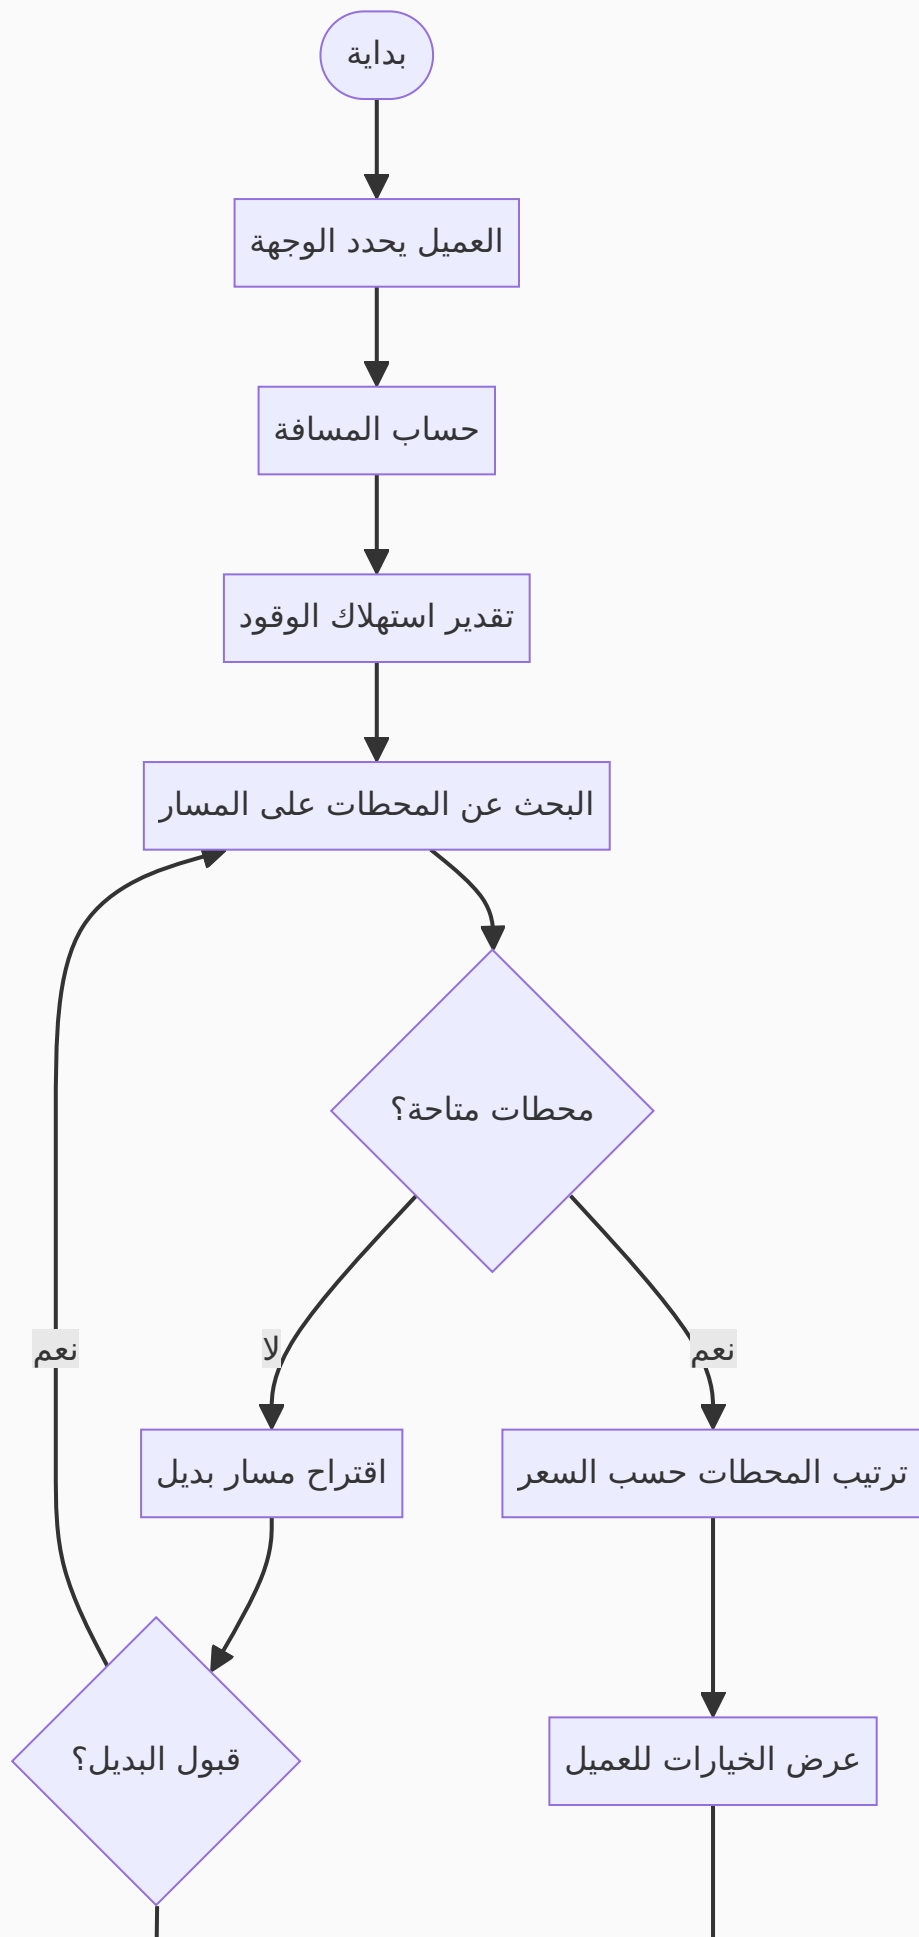 بداية
العميل يحدد الوجهة
حساب المسافة
تقدير استهلاك الوقود
البحث عن المحطات على المسار
محطات متاحة؟
نعم
لا
نعم
ترتيب المحطات حسب السعر
اقتراح مسار بديل
عرض الخيارات للعميل
قبول البديل؟